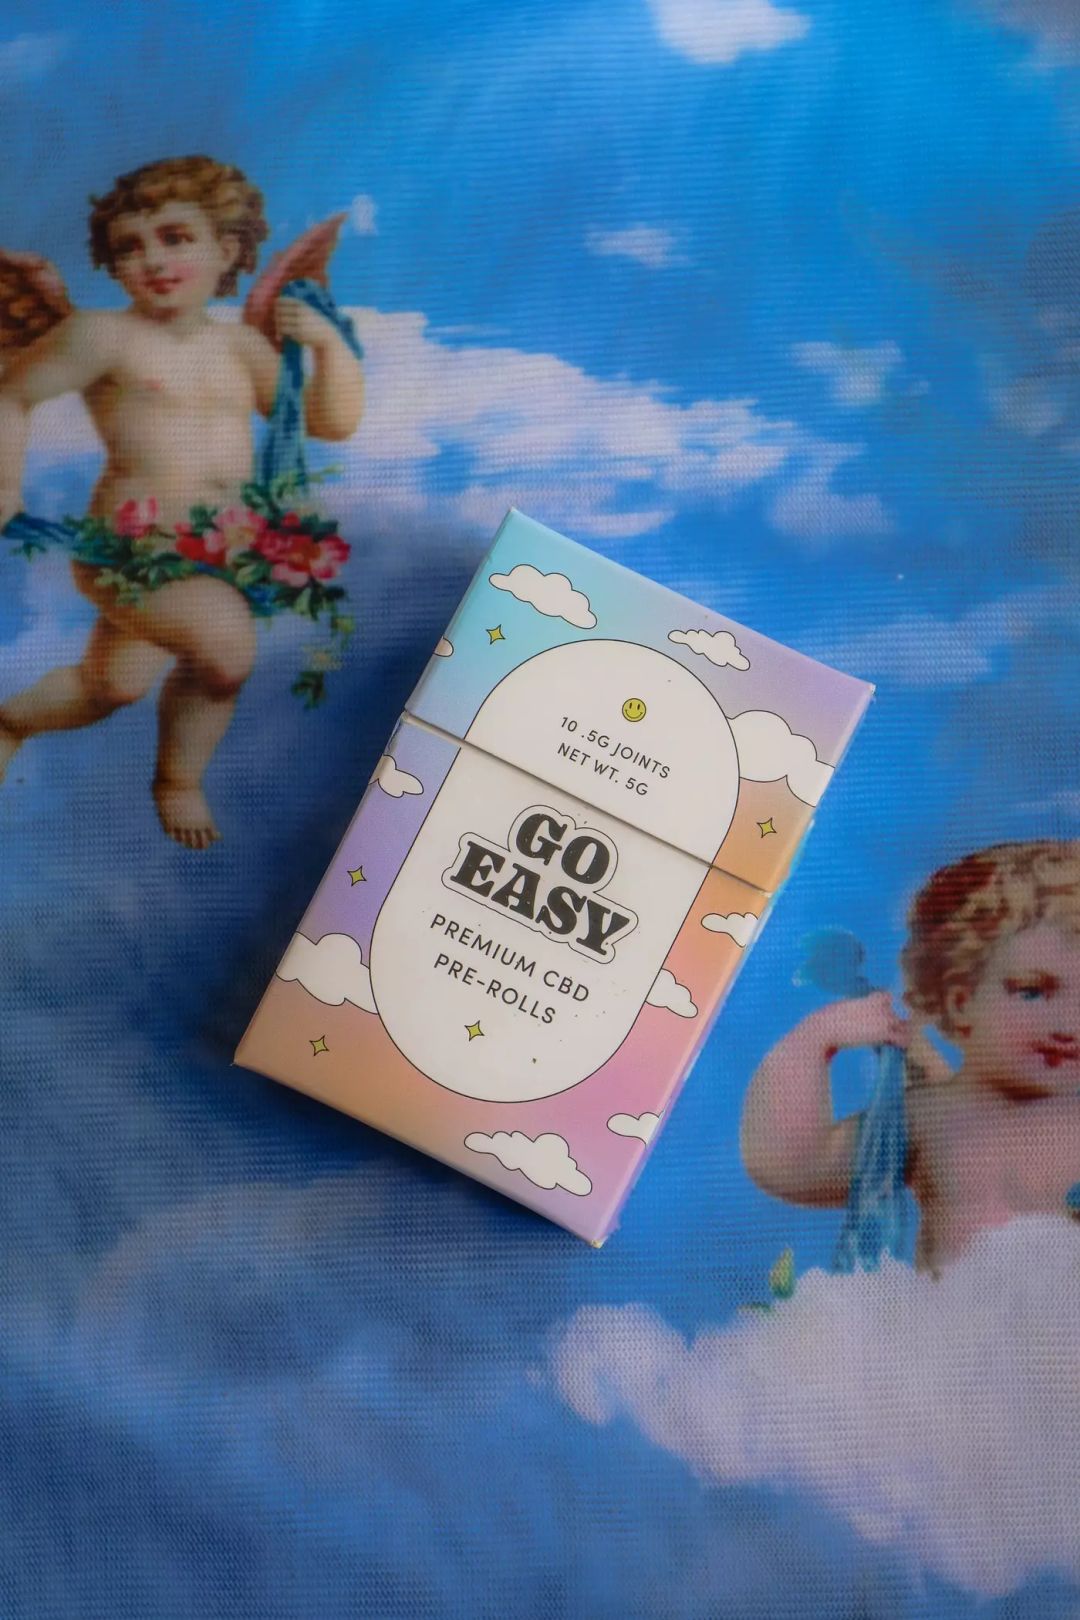 10 .5G JOINTS
NET WT. 5G
GO
EASY
PREMIUM CBD
PRE-ROLLS